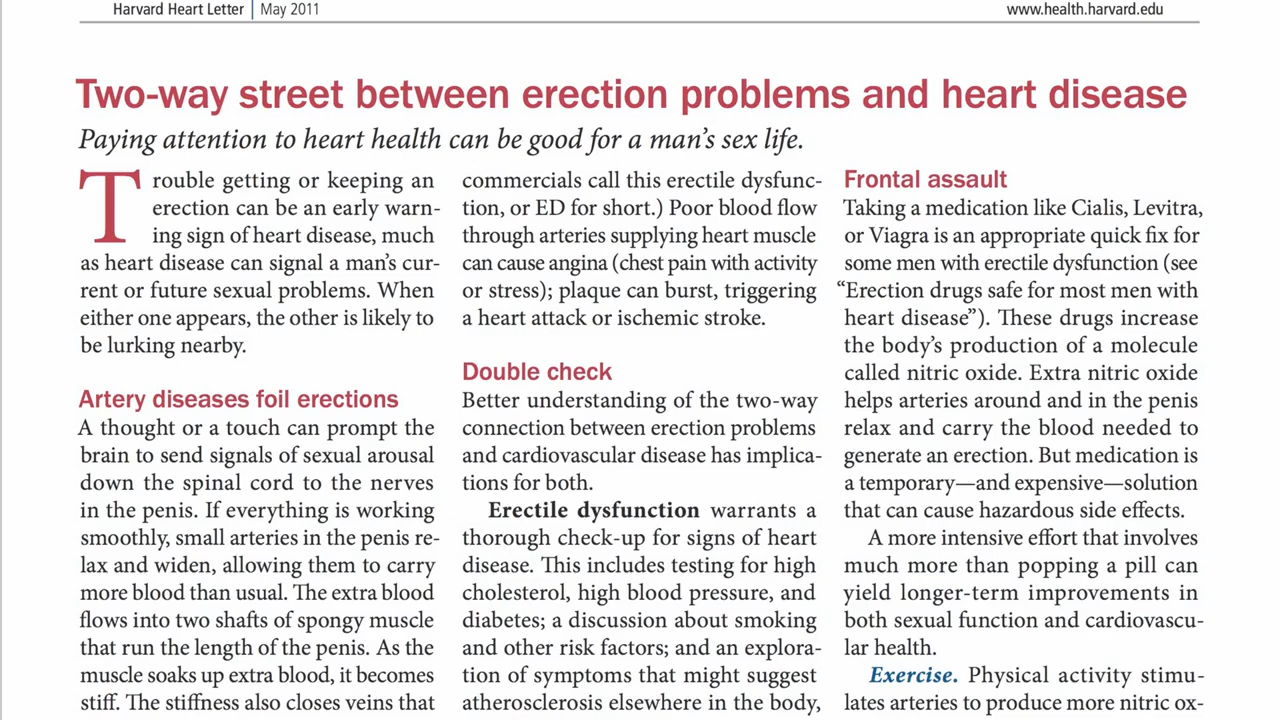 Harvard Heart Letter | May 2011
www.health.harvard.edu
Two-way street between erection problems and heart disease
Paying attention to heart health can be good for a man's sex life.
Trouble getting or keeping an
erection can be an early warn-
ing sign of heart disease, much
as heart disease can signal a man's cur-
rent or future sexual problems. When
either one appears, the other is likely to
be lurking nearby.
Artery diseases foil erections
A thought or a touch can prompt the
brain to send signals of sexual arousal
down the spinal cord to the nerves
in the penis. If everything is working
smoothly, small arteries in the penis re-
lax and widen, allowing them to carry
more blood than usual. The extra blood
flows into two shafts of spongy muscle
that run the length of the penis. As the
muscle soaks up extra blood, it becomes
stiff. The stiffness also closes veins that
commercials call this erectile dysfunc-
tion, or ED for short.) Poor blood flow
through arteries supplying heart muscle
can cause angina (chest pain with activity
or stress); plaque can burst, triggering
a heart attack or ischemic stroke.
Double check
Better understanding of the two-way
connection between erection problems
and cardiovascular disease has implica-
tions for both.
Erectile dysfunction warrants a
thorough check-up for signs of heart
disease. This includes testing for high
cholesterol, high blood pressure, and
diabetes; a discussion about smoking
and other risk factors; and an explora-
tion of symptoms that might suggest
atherosclerosis elsewhere in the body,
Frontal assault
Taking a medication like Cialis, Levitra,
or Viagra is an appropriate quick fix for
some men with erectile dysfunction (see
“Erection drugs safe for most men with
heart disease”). These drugs increase
the body's production of a molecule
called nitric oxide. Extra nitric oxide
helps arteries around and in the penis
relax and carry the blood needed to
generate an erection. But medication is
a temporary—and expensive—solution
that can cause hazardous side effects.
A more intensive effort that involves
much more than popping a pill can
yield longer-term improvements in
both sexual function and cardiovascu-
lar health.
Exercise. Physical activity stimu-
lates arteries to produce more nitric ox-